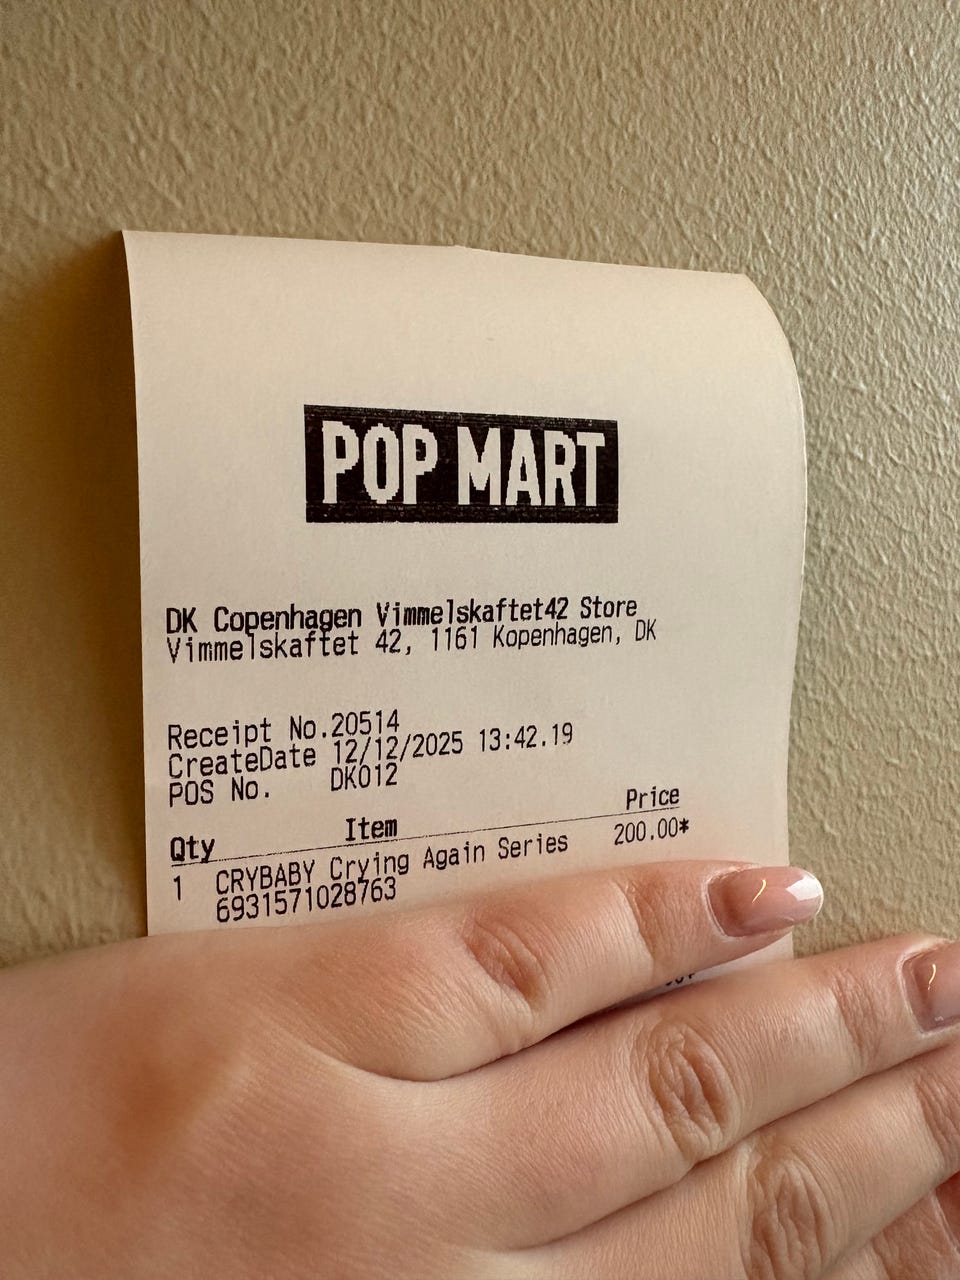 POP MART
DK Copenhagen Vimmelskaftet42 Store
Vimmelskaftet 42, 1161 Kopenhagen, DK
Receipt No.20514
CreateDate 12/12/2025 13:42.19
POS No. DK012
Qty Item Price
1 CRYBABY Crying Again Series 200.00*
6931571028763